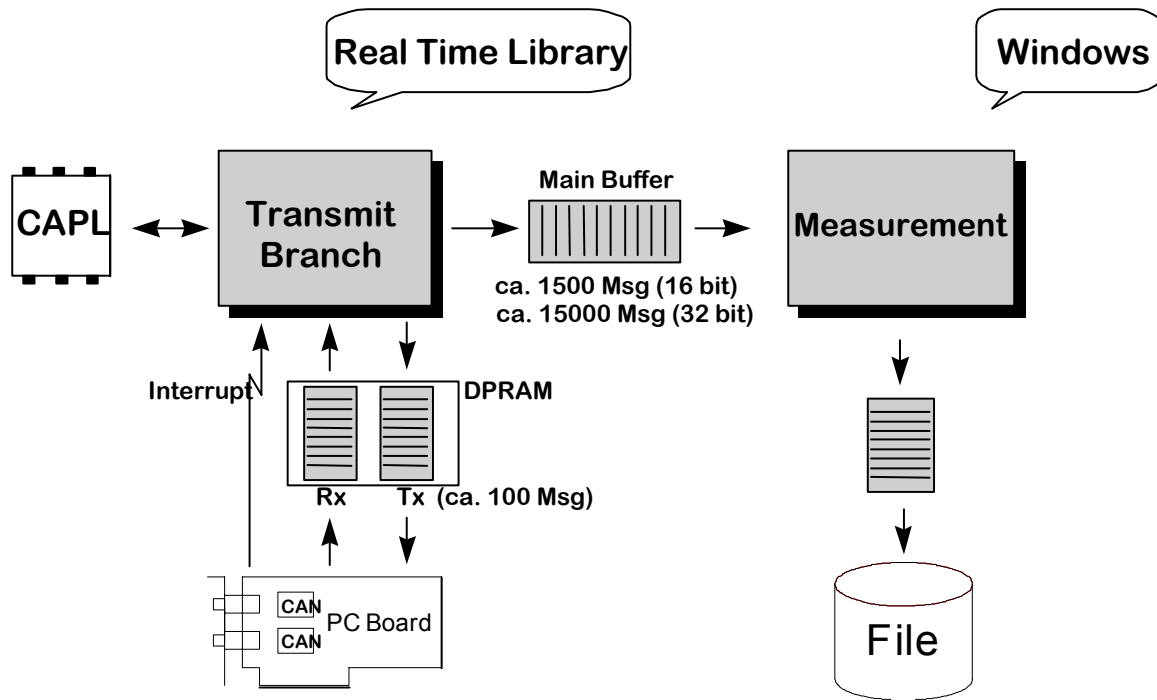 Real Time Library
Windows
CAPL
Transmit
Branch
Main Buffer
ca. 1500 Msg (16 bit)
ca. 15000 Msg (32 bit)
Measurement
Interrupt
DPRAM
Rx
Tx (ca. 100 Msg)
CAN
CAN
PC Board
File